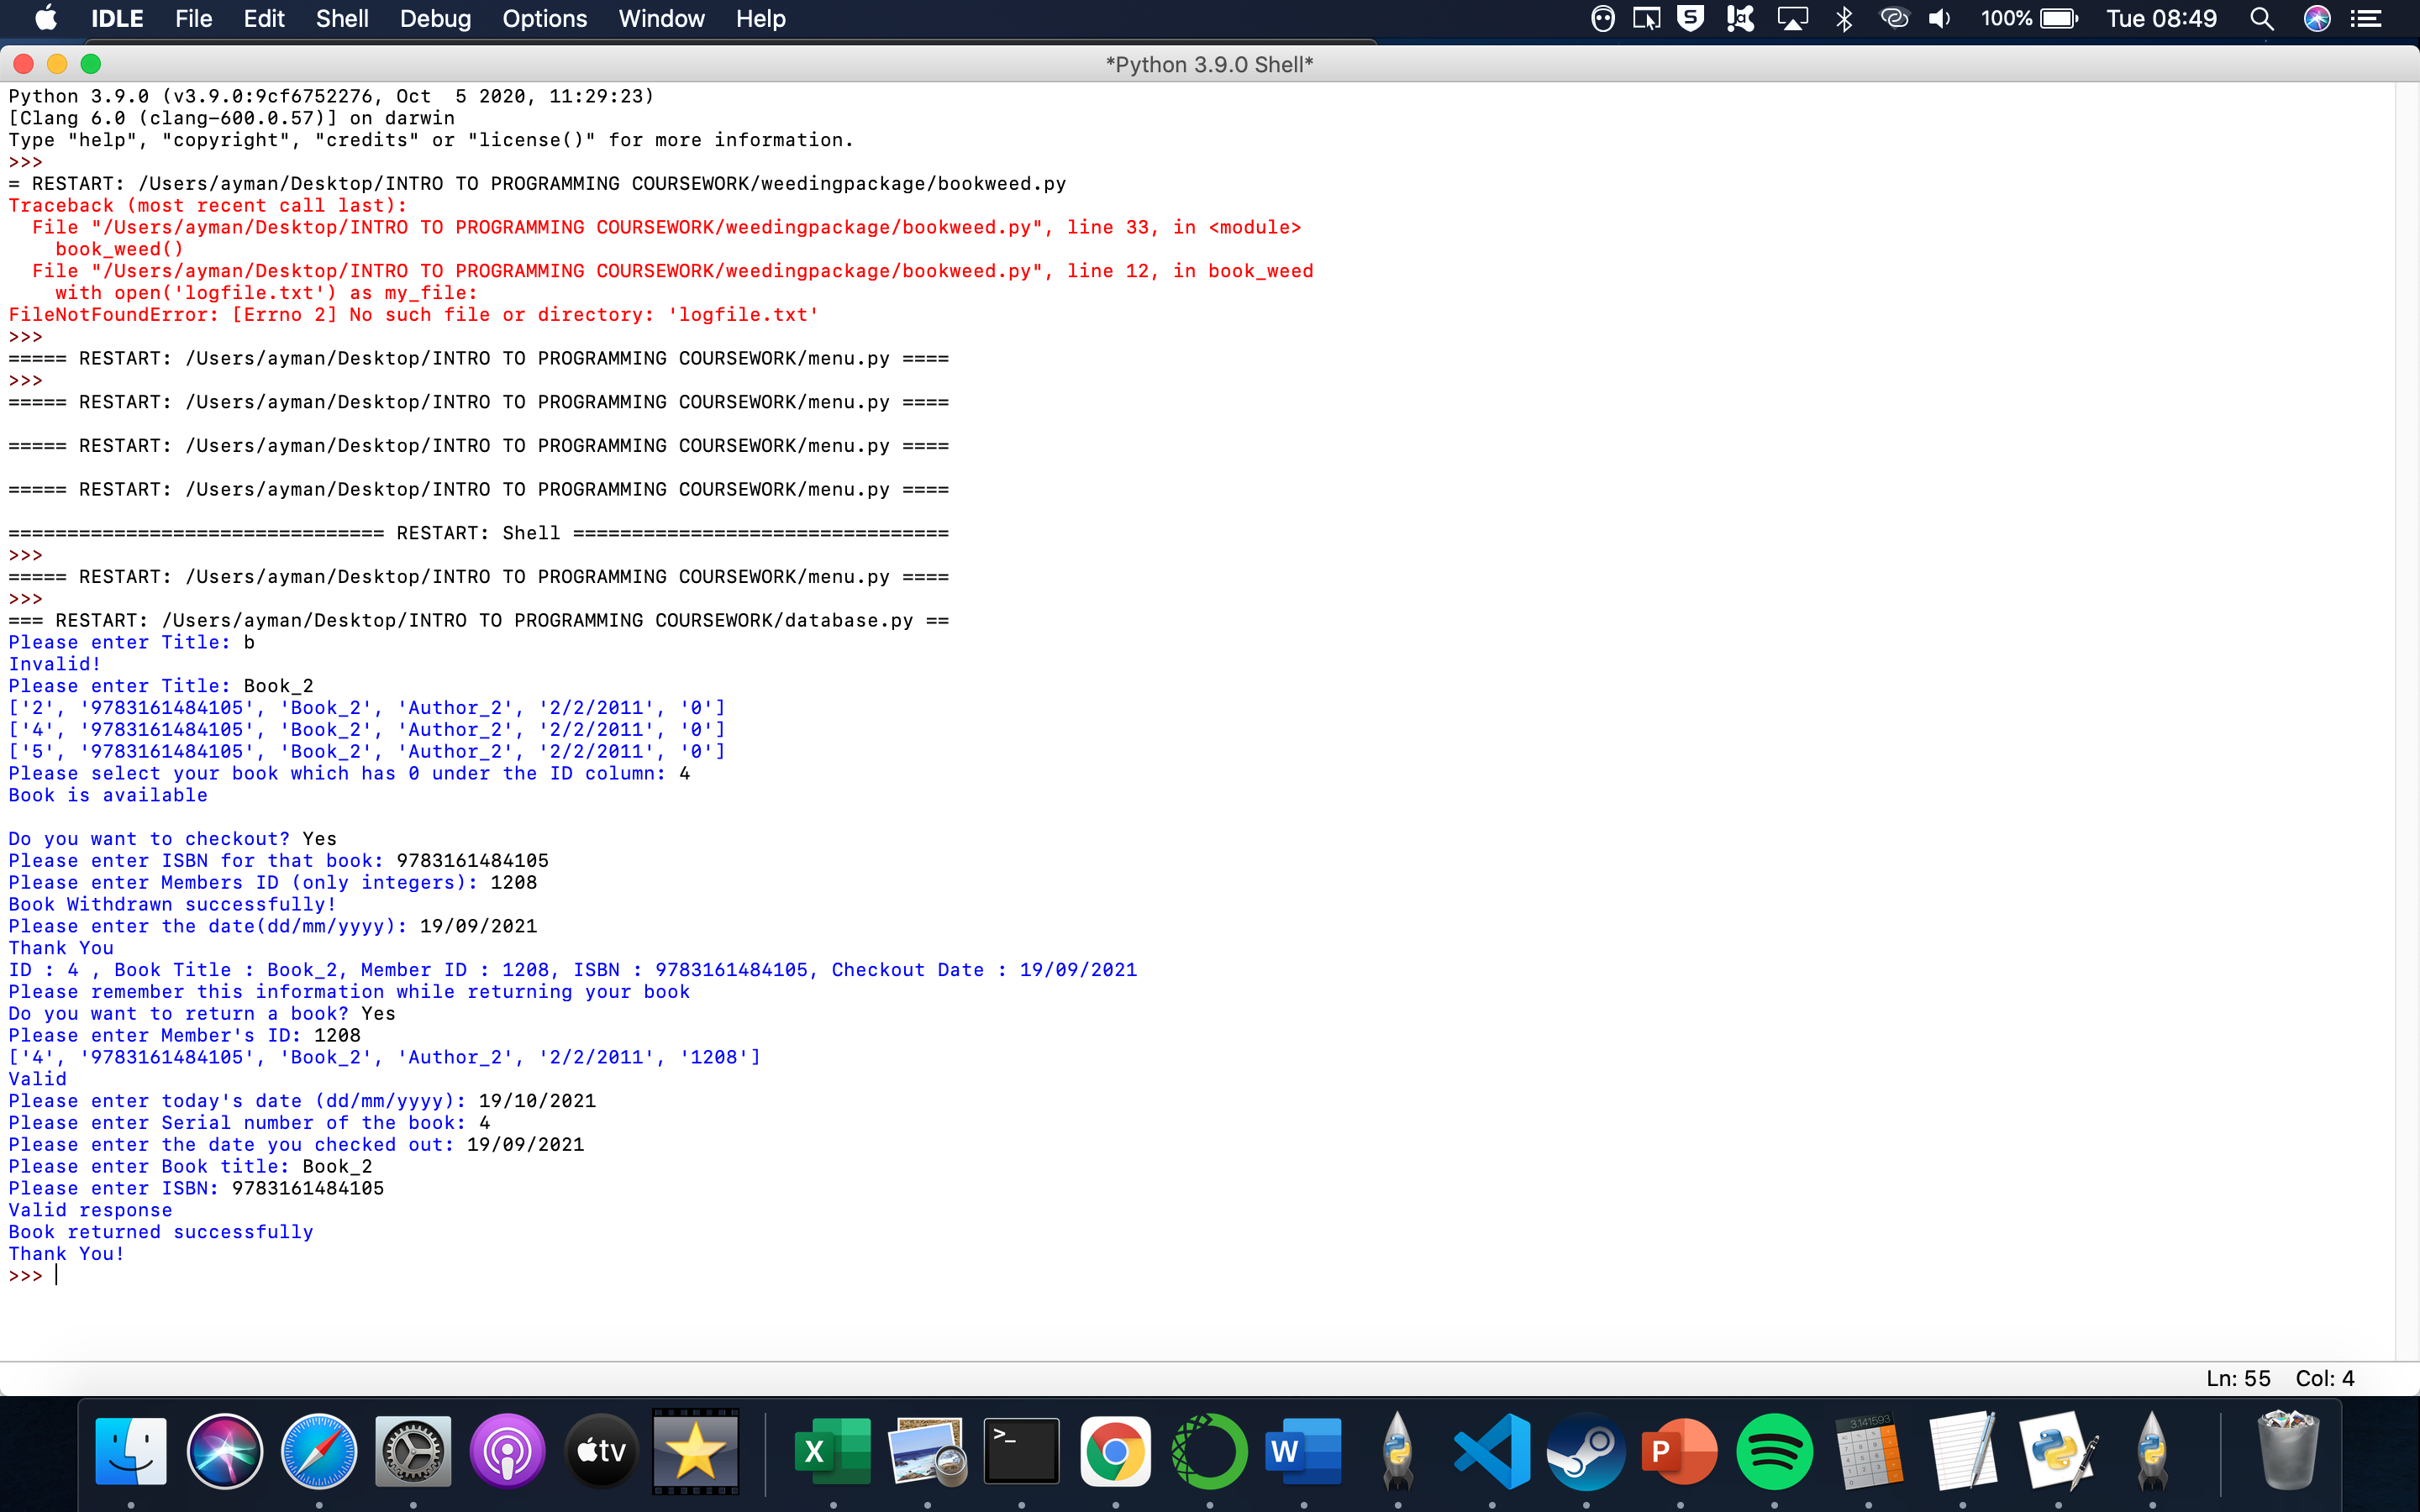 IDLE File Edit Shell Debug Options Window Help 100% Tue 08:49
*Python 3.9.0 Shell*
Python 3.9.0 (v3.9.0:9cf6752276, Oct  5 2020, 11:29:23)
[Clang 6.0 (clang-600.0.57)] on darwin
Type "help", "copyright", "credits" or "license()" for more information.
>>>
= RESTART: /Users/ayman/Desktop/INTRO TO PROGRAMMING COURSEWORK/weedingpackage/bookweed.py
Traceback (most recent call last):
  File "/Users/ayman/Desktop/INTRO TO PROGRAMMING COURSEWORK/weedingpackage/bookweed.py", line 33, in <module>
    book_weed()
  File "/Users/ayman/Desktop/INTRO TO PROGRAMMING COURSEWORK/weedingpackage/bookweed.py", line 12, in book_weed
    with open('logfile.txt') as my_file:
FileNotFoundError: [Errno 2] No such file or directory: 'logfile.txt'
>>>
===== RESTART: /Users/ayman/Desktop/INTRO TO PROGRAMMING COURSEWORK/menu.py ====
>>>
===== RESTART: /Users/ayman/Desktop/INTRO TO PROGRAMMING COURSEWORK/menu.py ====
===== RESTART: /Users/ayman/Desktop/INTRO TO PROGRAMMING COURSEWORK/menu.py ====
===== RESTART: /Users/ayman/Desktop/INTRO TO PROGRAMMING COURSEWORK/menu.py ====
================================ RESTART: Shell ================================
>>>
===== RESTART: /Users/ayman/Desktop/INTRO TO PROGRAMMING COURSEWORK/menu.py ====
>>>
=== RESTART: /Users/ayman/Desktop/INTRO TO PROGRAMMING COURSEWORK/database.py ==
Please enter Title: b
Invalid!
Please enter Title: Book_2
['2', '9783161484105', 'Book_2', 'Author_2', '2/2/2011', '0']
['4', '9783161484105', 'Book_2', 'Author_2', '2/2/2011', '0']
['5', '9783161484105', 'Book_2', 'Author_2', '2/2/2011', '0']
Please select your book which has 0 under the ID column: 4
Book is available
Do you want to checkout? Yes
Please enter ISBN for that book: 9783161484105
Please enter Members ID (only integers): 1208
Book Withdrawn successfully!
Please enter the date(dd/mm/yyyy): 19/09/2021
Thank You
ID : 4 , Book Title : Book_2, Member ID : 1208, ISBN : 9783161484105, Checkout Date : 19/09/2021
Please remember this information while returning your book
Do you want to return a book? Yes
Please enter Member's ID: 1208
['4', '9783161484105', 'Book_2', 'Author_2', '2/2/2011', '1208']
Valid
Please enter today's date (dd/mm/yyyy): 19/10/2021
Please enter Serial number of the book: 4
Please enter the date you checked out: 19/09/2021
Please enter Book title: Book_2
Please enter ISBN: 9783161484105
Valid response
Book returned successfully
Thank You!
>>>
Ln: 55 Col: 4
tv X >_ W P 3.141593